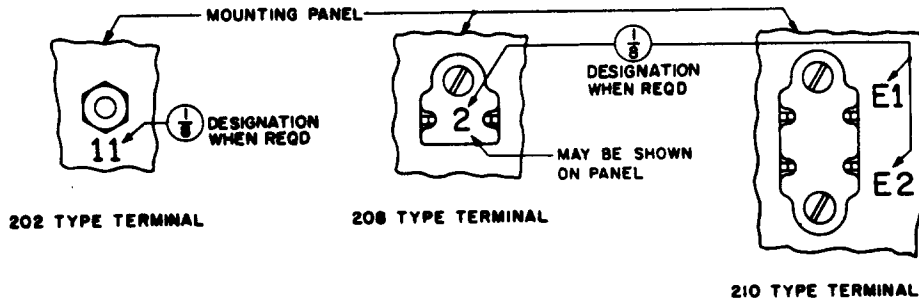 MOUNTING PANEL
1/8
DESIGNATION
WHEN REQD
11
202 TYPE TERMINAL
2
MAY BE SHOWN
ON PANEL
208 TYPE TERMINAL
1/8
DESIGNATION
WHEN REQD
E1
E2
210 TYPE TERMINAL